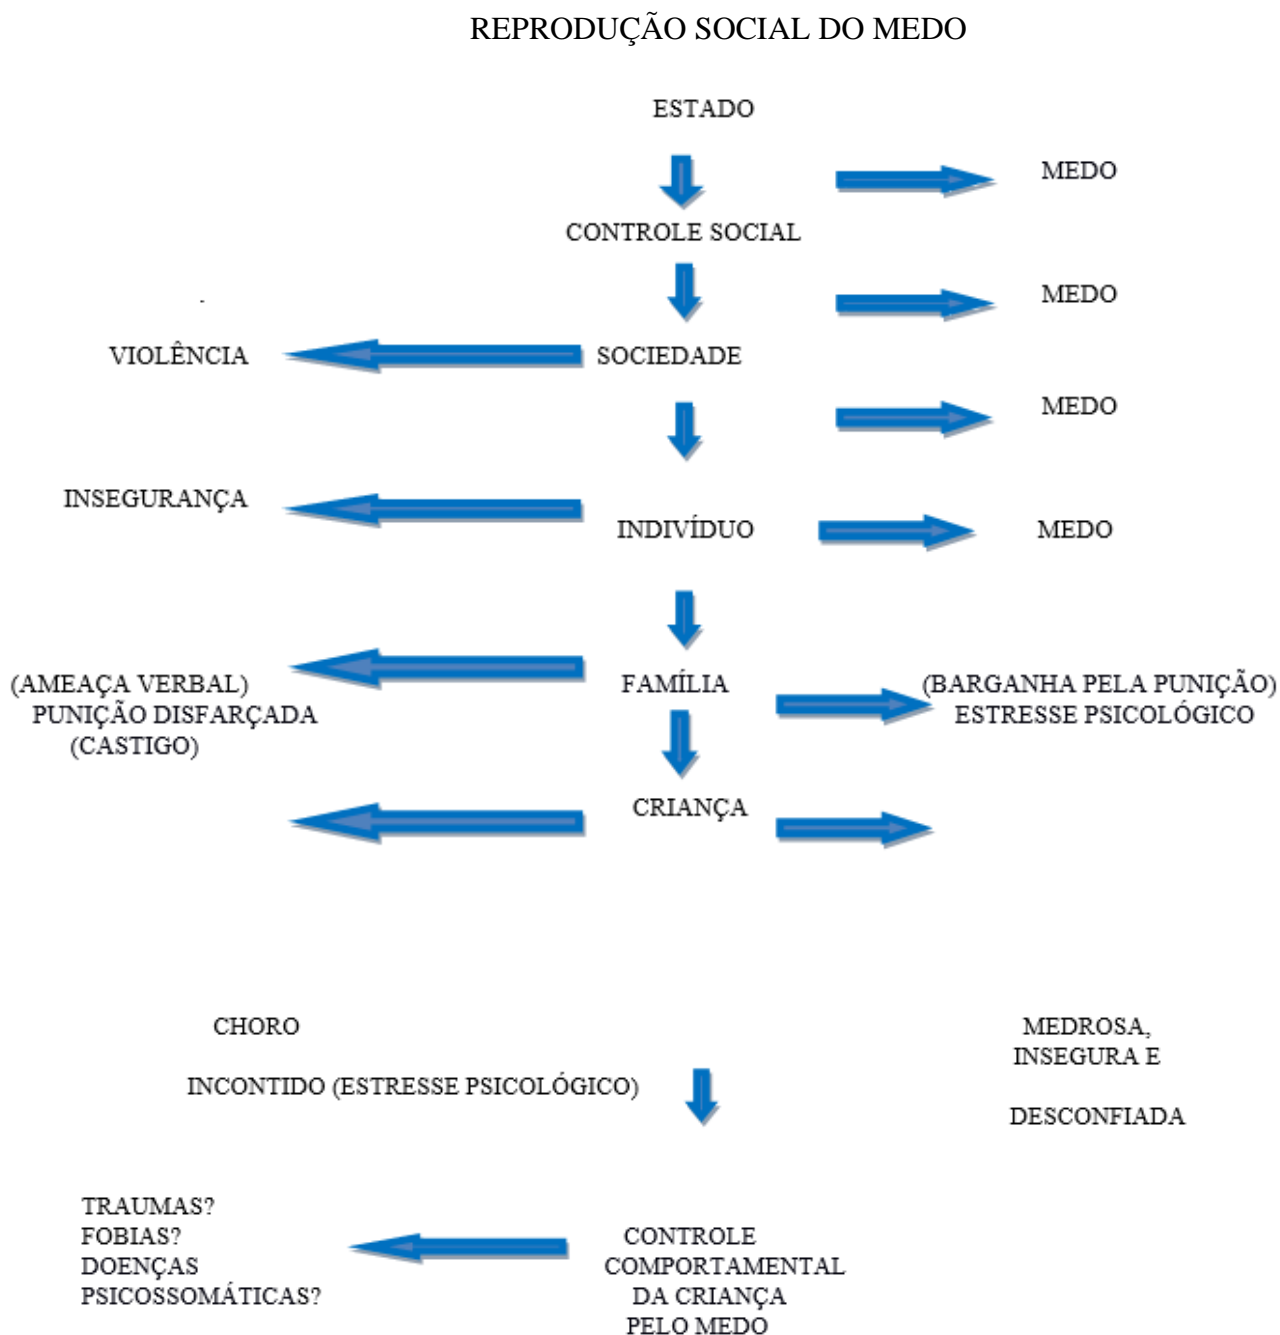 REPRODUÇÃO SOCIAL DO MEDO
ESTADO
MEDO
CONTROLE SOCIAL
MEDO
VIOLÊNCIA
SOCIEDADE
MEDO
INSEGURANÇA
INDIVÍDUO
MEDO
(AMEAÇA VERBAL)
PUNIÇÃO DISFARÇADA
(CASTIGO)
FAMÍLIA
(BARGANHA PELA PUNIÇÃO)
ESTRESSE PSICOLÓGICO
CRIANÇA
CHORO
INCONTIDO (ESTRESSE PSICOLÓGICO)
MEDROSA,
INSEGURA E
DESCONFIADA
TRAUMAS?
FOBIAS?
DOENÇAS
PSICOSSOMÁTICAS?
CONTROLE
COMPORTAMENTAL
DA CRIANÇA
PELO MEDO